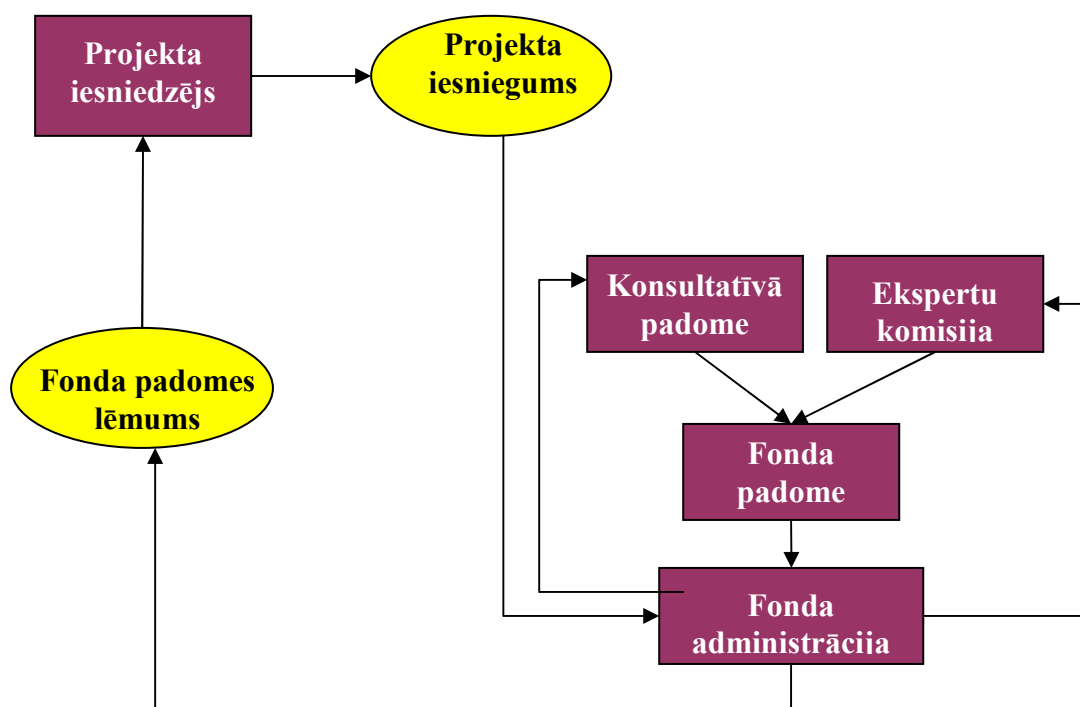 Projekta
iesniedzējs
Projekta
iesniegums
Konsultatīvā
padome
Ekspertu
komisija
Fonda padomes
lēmums
Fonda
padome
Fonda
administrācija